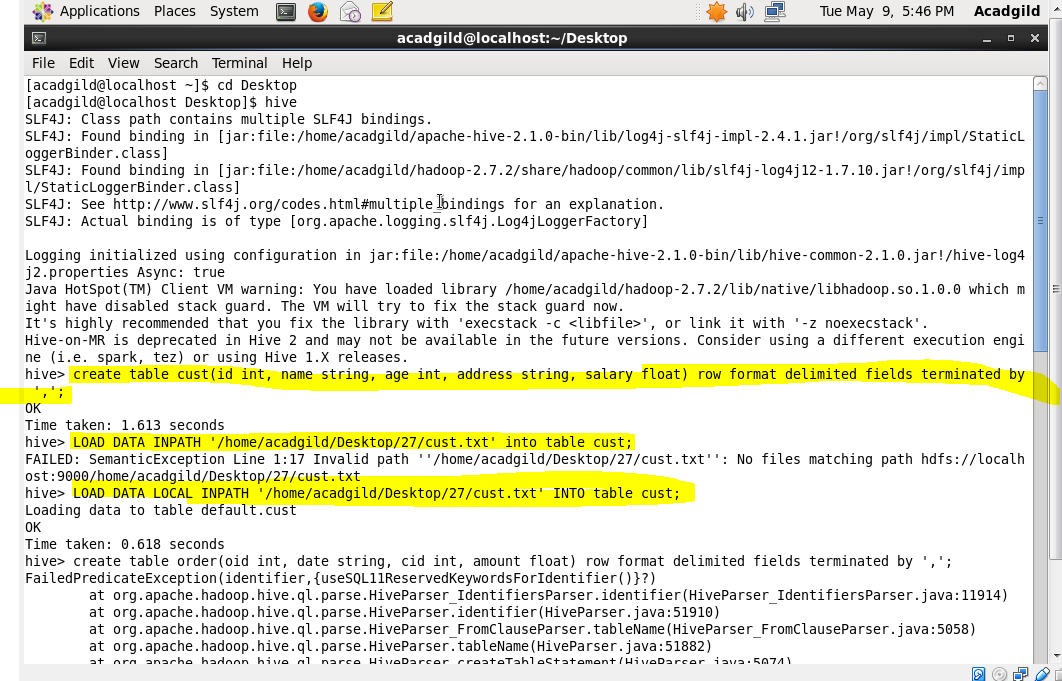 Applications Places System Tue May 9, 5:46 PM Acadgild
acadgild@localhost:~/Desktop
File Edit View Search Terminal Help
[acadgild@localhost ~]$ cd Desktop
[acadgild@localhost Desktop]$ hive
SLF4J: Class path contains multiple SLF4J bindings.
SLF4J: Found binding in [jar:file:/home/acadgild/apache-hive-2.1.0-bin/lib/log4j-slf4j-impl-2.4.1.jar!/org/slf4j/impl/StaticL
oggerBinder.class]
SLF4J: Found binding in [jar:file:/home/acadgild/hadoop-2.7.2/share/hadoop/common/lib/slf4j-log4j12-1.7.10.jar!/org/slf4j/imp
l/StaticLoggerBinder.class]
SLF4J: See http://www.slf4j.org/codes.html#multiple_bindings for an explanation.
SLF4J: Actual binding is of type [org.apache.logging.slf4j.Log4jLoggerFactory]
Logging initialized using configuration in jar:file:/home/acadgild/apache-hive-2.1.0-bin/lib/hive-common-2.1.0.jar!/hive-log4
j2.properties Async: true
Java HotSpot(TM) Client VM warning: You have loaded library /home/acadgild/hadoop-2.7.2/lib/native/libhadoop.so.1.0.0 which m
ight have disabled stack guard. The VM will try to fix the stack guard now.
It's highly recommended that you fix the library with 'execstack -c <libfile>', or link it with '-z noexecstack'.
Hive-on-MR is deprecated in Hive 2 and may not be available in the future versions. Consider using a different execution engi
ne (i.e. spark, tez) or using Hive 1.X releases.
hive> create table cust(id int, name string, age int, address string, salary float) row format delimited fields terminated by
',';
OK
Time taken: 1.613 seconds
hive> LOAD DATA INPATH '/home/acadgild/Desktop/27/cust.txt' into table cust;
FAILED: SemanticException Line 1:17 Invalid path ''/home/acadgild/Desktop/27/cust.txt'': No files matching path hdfs://localh
ost:9000/home/acadgild/Desktop/27/cust.txt
hive> LOAD DATA LOCAL INPATH '/home/acadgild/Desktop/27/cust.txt' INTO table cust;
Loading data to table default.cust
OK
Time taken: 0.618 seconds
hive> create table order(oid int, date string, cid int, amount float) row format delimited fields terminated by ',';
FailedPredicateException(identifier,{useSQL11ReservedKeywordsForIdentifier()}?)
at org.apache.hadoop.hive.ql.parse.HiveParser_IdentifiersParser.identifier(HiveParser_IdentifiersParser.java:11914)
at org.apache.hadoop.hive.ql.parse.HiveParser.identifier(HiveParser.java:51910)
at org.apache.hadoop.hive.ql.parse.HiveParser_FromClauseParser.tableName(HiveParser_FromClauseParser.java:5058)
at org.apache.hadoop.hive.ql.parse.HiveParser.tableName(HiveParser.java:51882)
at org.apache.hadoop.hive.ql.parse.HiveParser.createTableStatement(HiveParser.java:5074)